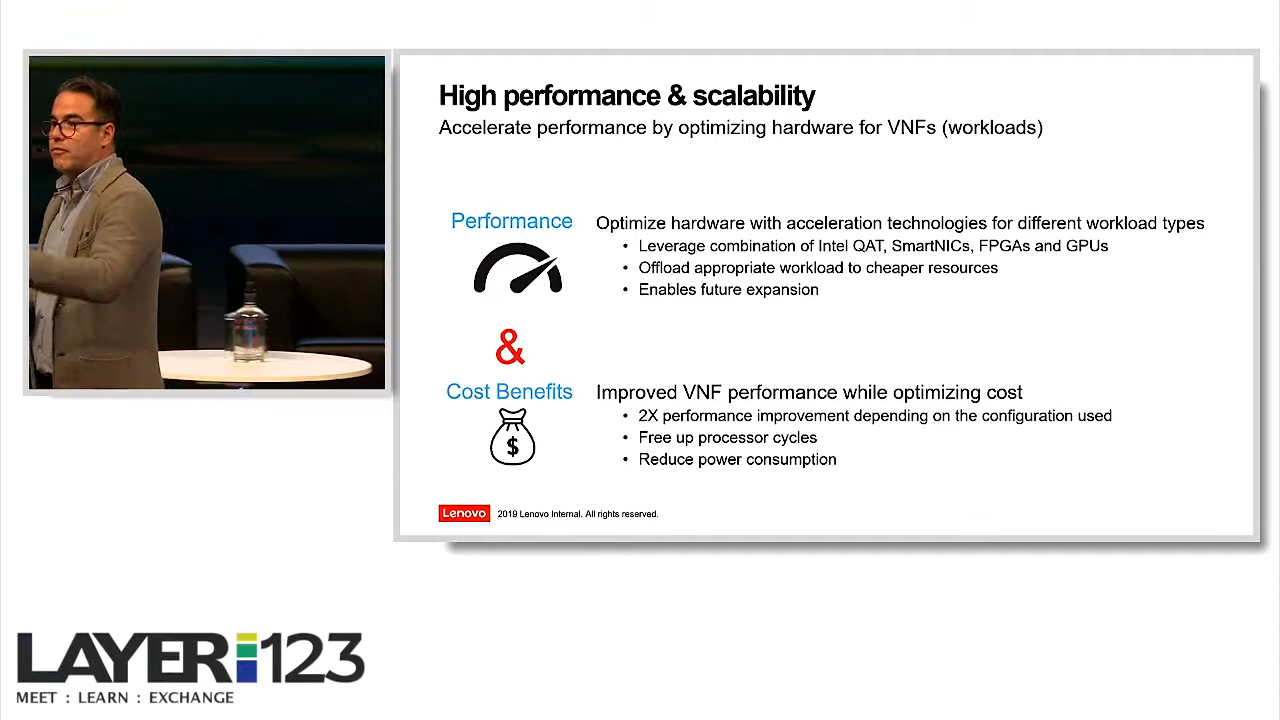 High performance & scalability
Accelerate performance by optimizing hardware for VNFs (workloads)
Performance
Optimize hardware with acceleration technologies for different workload types
• Leverage combination of Intel QAT, SmartNICs, FPGAs and GPUs
• Offload appropriate workload to cheaper resources
• Enables future expansion
&
Cost Benefits
Improved VNF performance while optimizing cost
• 2X performance improvement depending on the configuration used
• Free up processor cycles
• Reduce power consumption
$
Lenovo 2019 Lenovo Internal. All rights reserved.
LAYER 123
MEET : LEARN : EXCHANGE